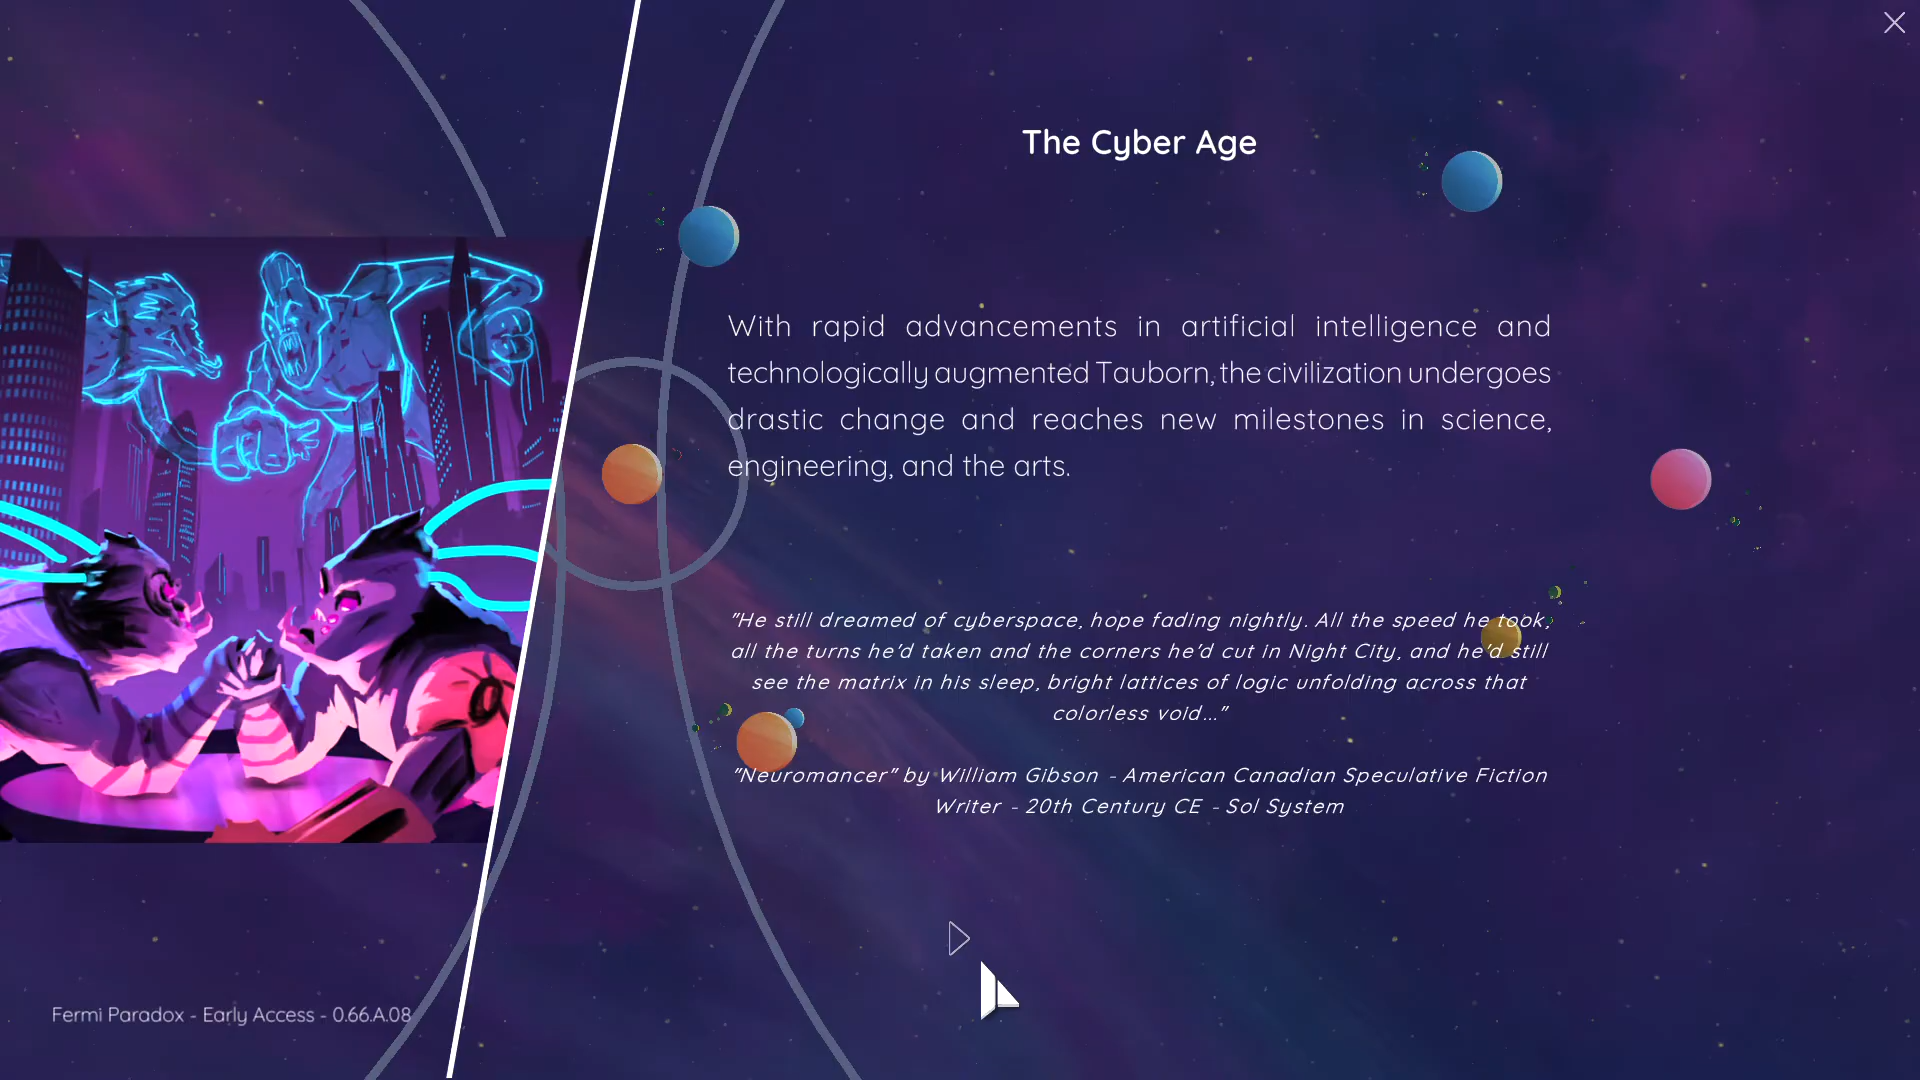 The Cyber Age
With rapid advancements in artificial intelligence and
technologically augmented Tauborn, the civilization undergoes
drastic change and reaches new milestones in science,
engineering, and the arts.
"He still dreamed of cyberspace, hope fading nightly. All the speed he took,
all the turns he'd taken and the corners he'd cut in Night City, and he'd still
see the matrix in his sleep, bright lattices of logic unfolding across that
colorless void..."
"Neuromancer" by William Gibson - American Canadian Speculative Fiction
Writer - 20th Century CE - Sol System
Fermi Paradox - Early Access - 0.66.A.08